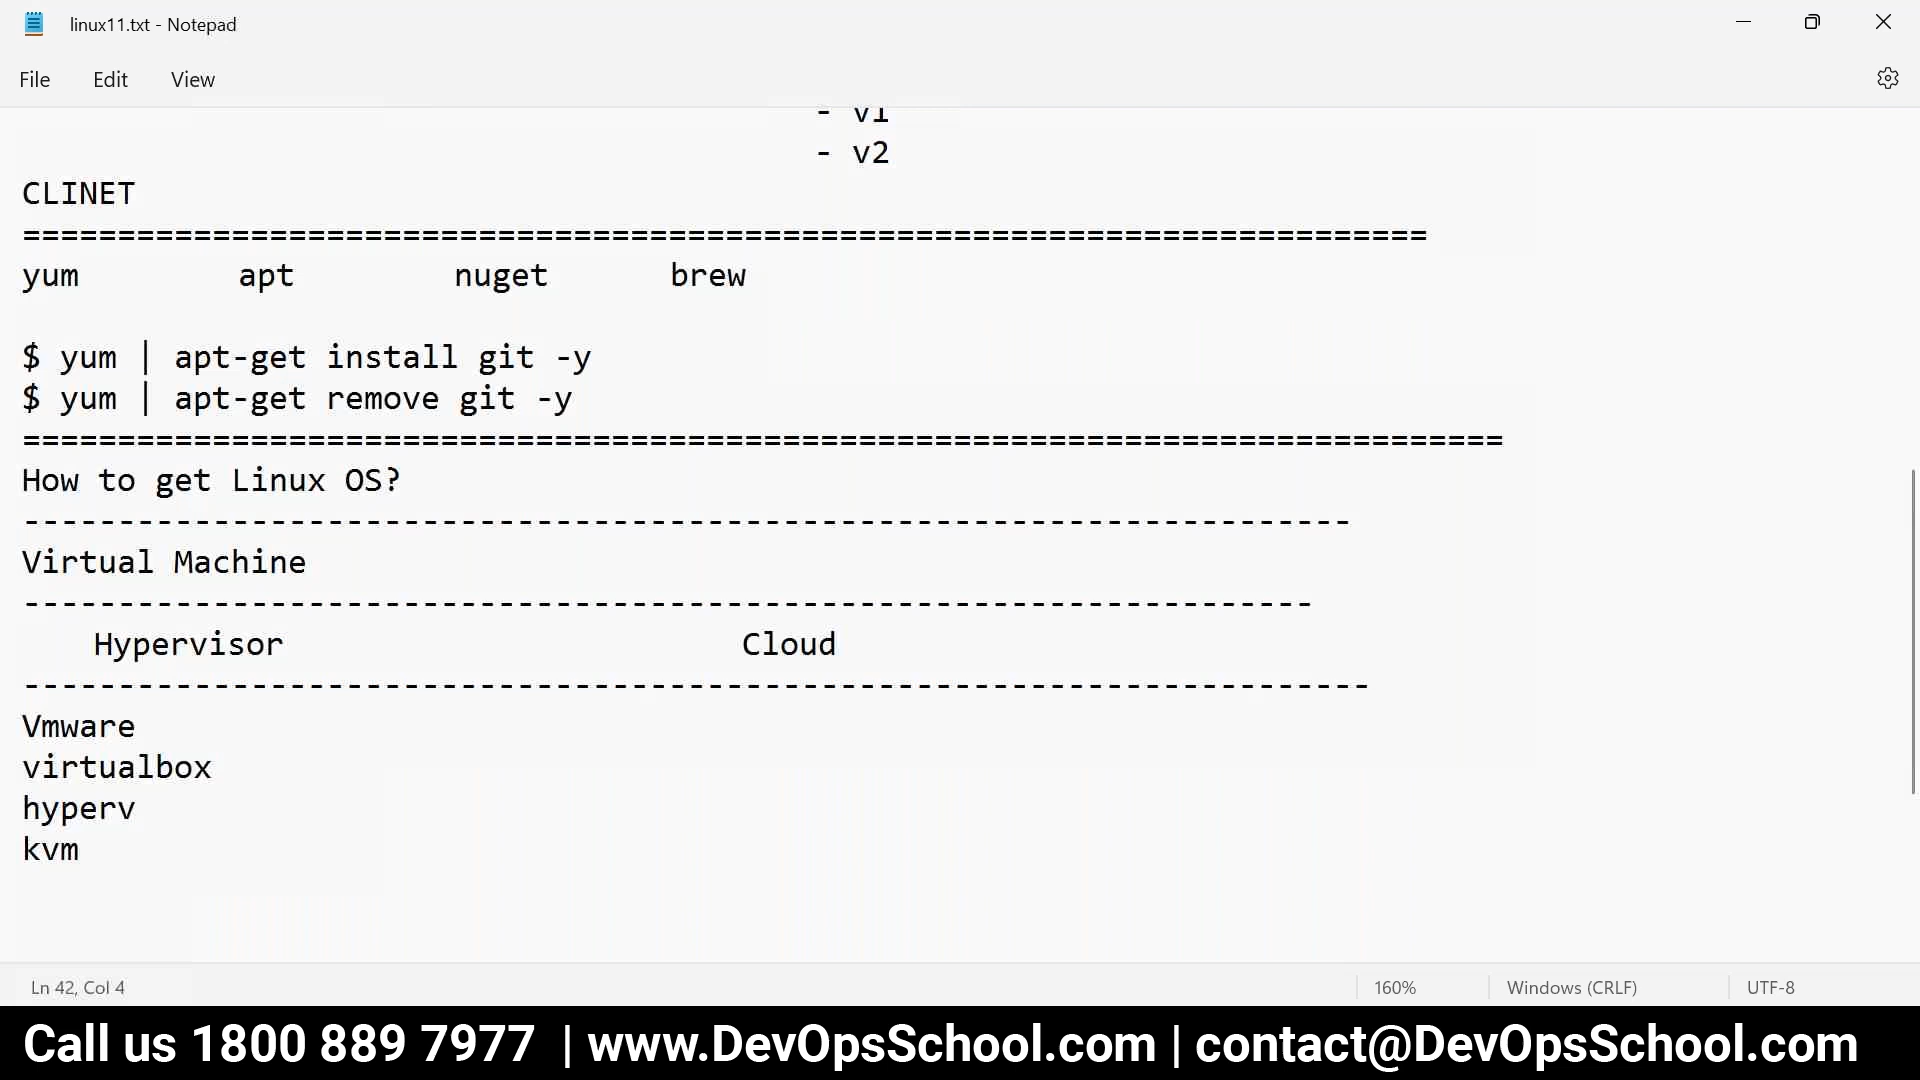 linux11.txt - Notepad
File Edit View
- v1
- v2
CLINET
===========================================================================
yum apt nuget brew
$ yum | apt-get install git -y
$ yum | apt-get remove git -y
===============================================================================
How to get Linux OS?
-----------------------------------------------------------------------
Virtual Machine
---------------------------------------------------------------------
Hypervisor Cloud
------------------------------------------------------------------------
Vmware
virtualbox
hyperv
kvm
Ln 42, Col 4 160% Windows (CRLF) UTF-8
Call us 1800 889 7977 | www.DevOpsSchool.com | contact@DevOpsSchool.com